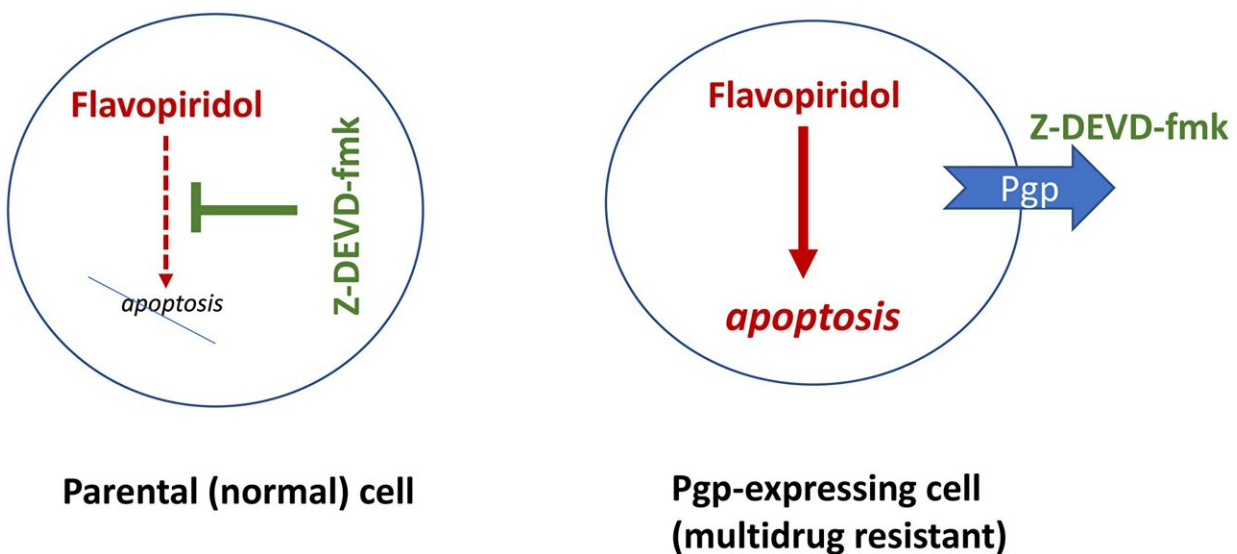 Flavopiridol
Z-DEVD-fmk
apoptosis
Parental (normal) cell
Flavopiridol
Z-DEVD-fmk
Pgp
apoptosis
Pgp-expressing cell
(multidrug resistant)